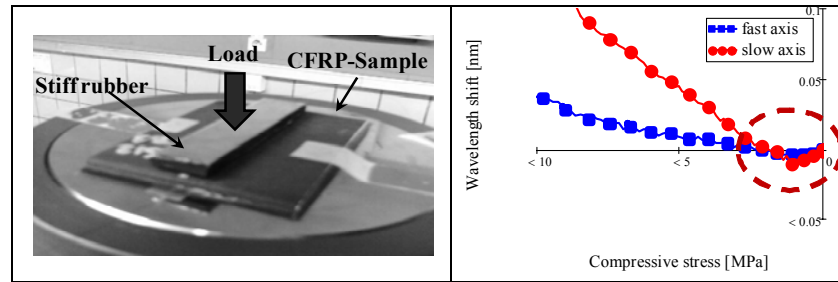 Load
CFRP-Sample
Stiff rubber
0.1
fast axis
slow axis
0.05
Wavelength shift [nm]
0
< 10
< 5
0
< 0.05
Compressive stress [MPa]